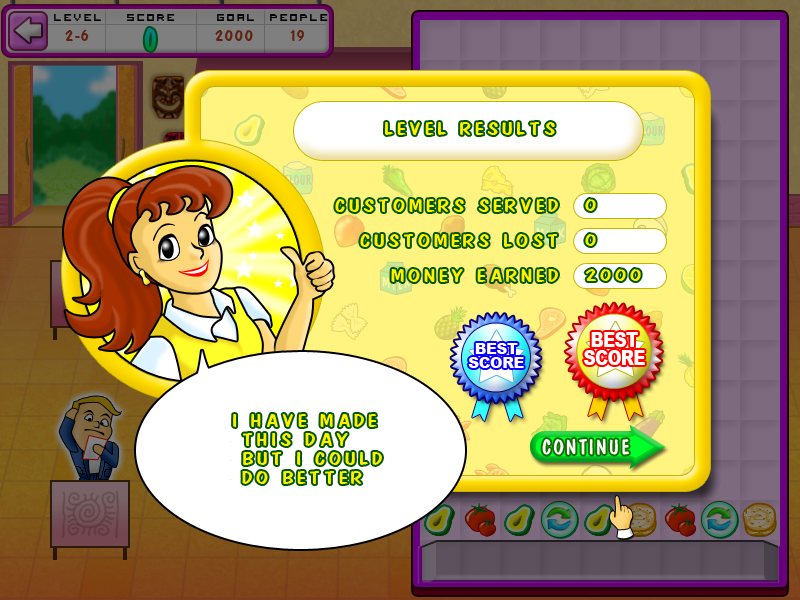 LEVEL SCORE GOAL PEOPLE
2-6 0 2000 19
LEVEL RESULTS
CUSTOMERS SERVED 0
CUSTOMERS LOST 0
MONEY EARNED 2000
BEST SCORE
BEST SCORE
I HAVE MADE
THIS DAY
BUT I COULD
DO BETTER
CONTINUE